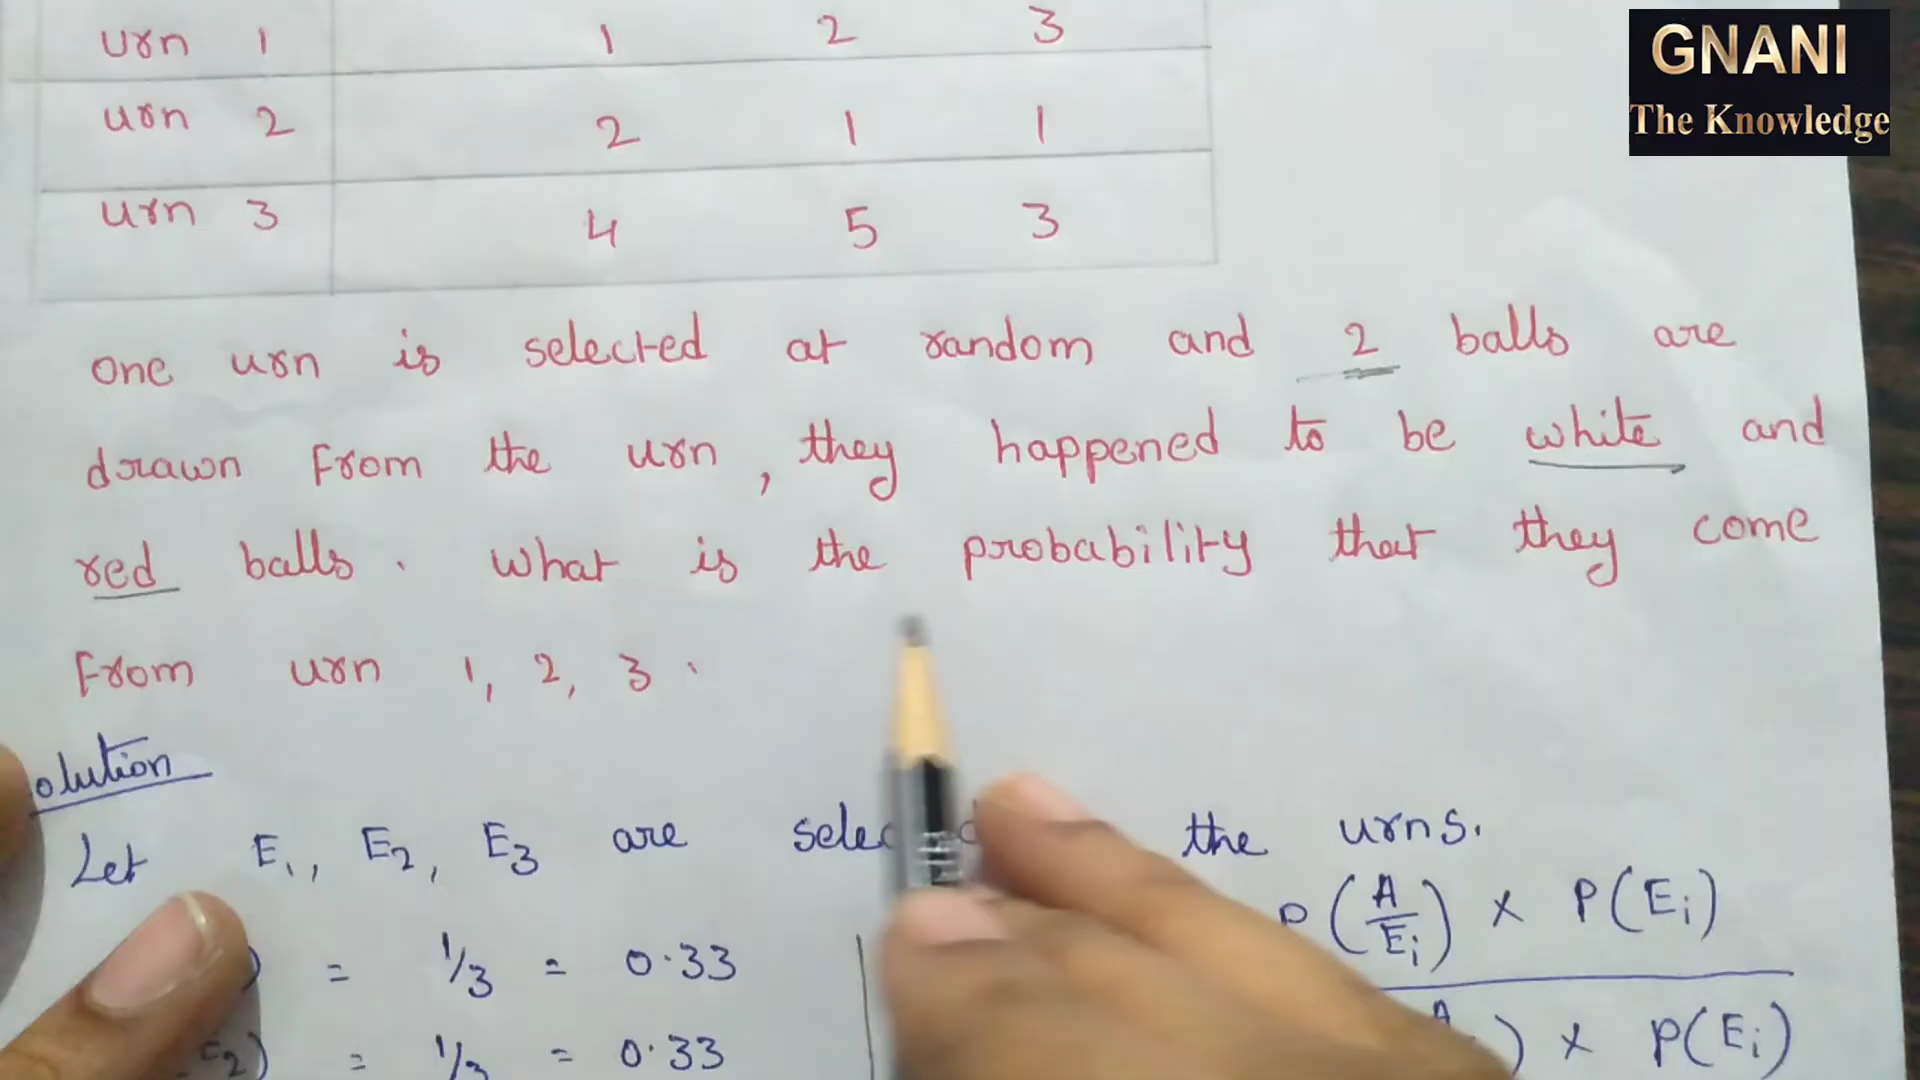 GNANI
The Knowledge
urn 1 1 2 3
urn 2 2 1 1
urn 3 4 5 3
One urn is selected at random and 2 balls are
drawn from the urn, they happened to be white and
red balls. What is the probability that they come
From urn 1, 2, 3.
olution
Let E₁, E₂, E₃ are the urns.
) = 1/3 = 0.33
P(A/Eᵢ) × P(Eᵢ)
E₂) = 1/3 = 0.33
) × P(Eᵢ)